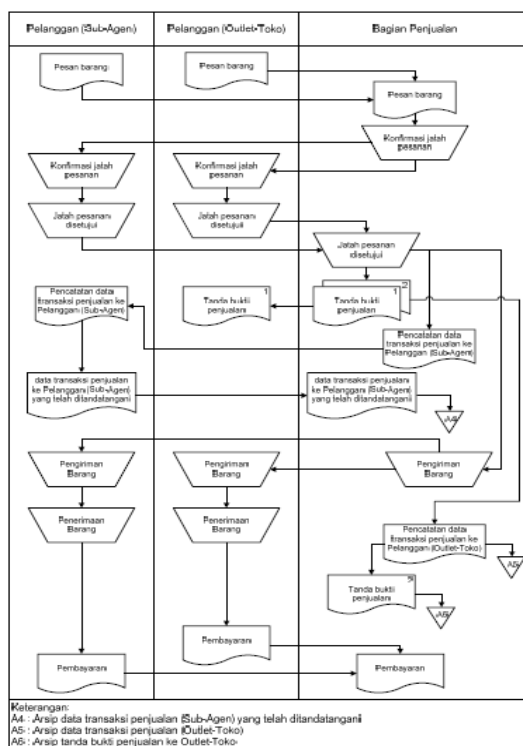 Pelanggan (Sub-Agen)
Pelanggan (Outlet-Toko)
Bagian Penjualan
Pesan barang
Pesan barang
Pesan barang
Konfirmasi jatah
pesanan
Konfirmasi jatah
pesanan
Konfirmasi jatah
pesanan
Jatah pesanan
disetujui
Jatah pesanan
disetujui
Jatah pesanan
disetujui
Pencatatan data
transaksi penjualan ke
Pelanggan (Sub-Agen)
1
Tanda bukti
penjualan
2
1
Tanda bukti
penjualan
Pencatatan data
transaksi penjualan ke
Pelanggan (Sub-Agen)
data transaksi penjualan
ke Pelanggan (Sub-Agen)
yang telah ditandatangani
data transaksi penjualan
ke Pelanggan (Sub-Agen)
yang telah ditandatangani
A4
Pengiriman
Barang
Pengiriman
Barang
Pengiriman
Barang
Penerimaan
Barang
Penerimaan
Barang
Pencatatan data
transaksi penjualan ke
Pelanggan (Outlet-Toko)
A5
Tanda bukti
penjualan
A6
Pembayaran
Pembayaran
Pembayaran
Keterangan:
A4 : Arsip data transaksi penjualan (Sub-Agen) yang telah ditandatangani
A5 : Arsip data transaksi penjualan (Outlet-Toko)
A6 : Arsip tanda bukti penjualan ke Outlet-Toko